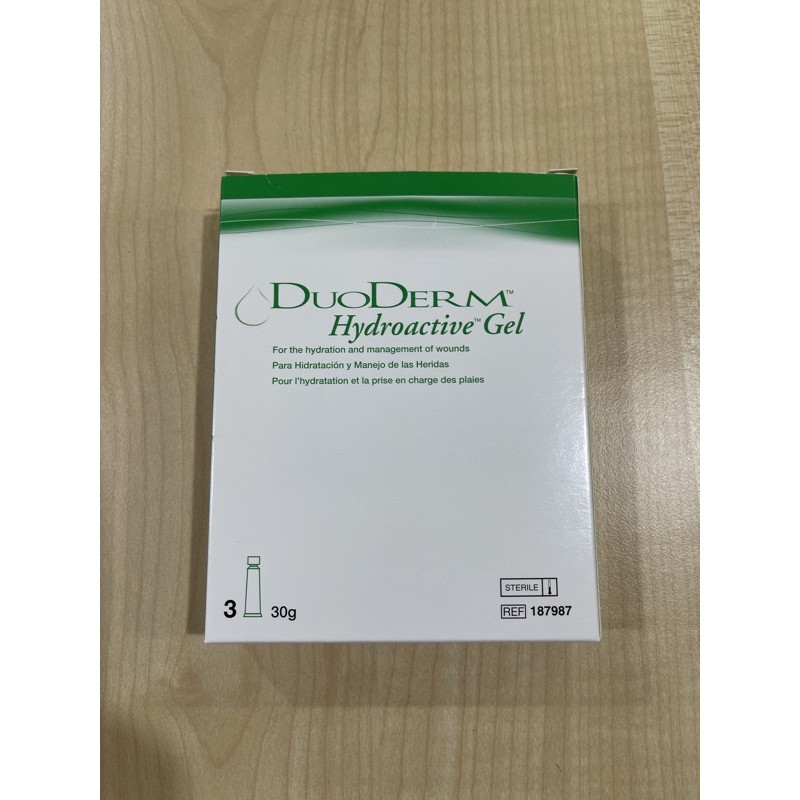 DUODERM™
Hydroactive™ Gel
For the hydration and management of wounds
Para Hidratación y Manejo de las Heridas
Pour l'hydratation et la prise en charge des plaies
3 30g
STERILE
REF 187987